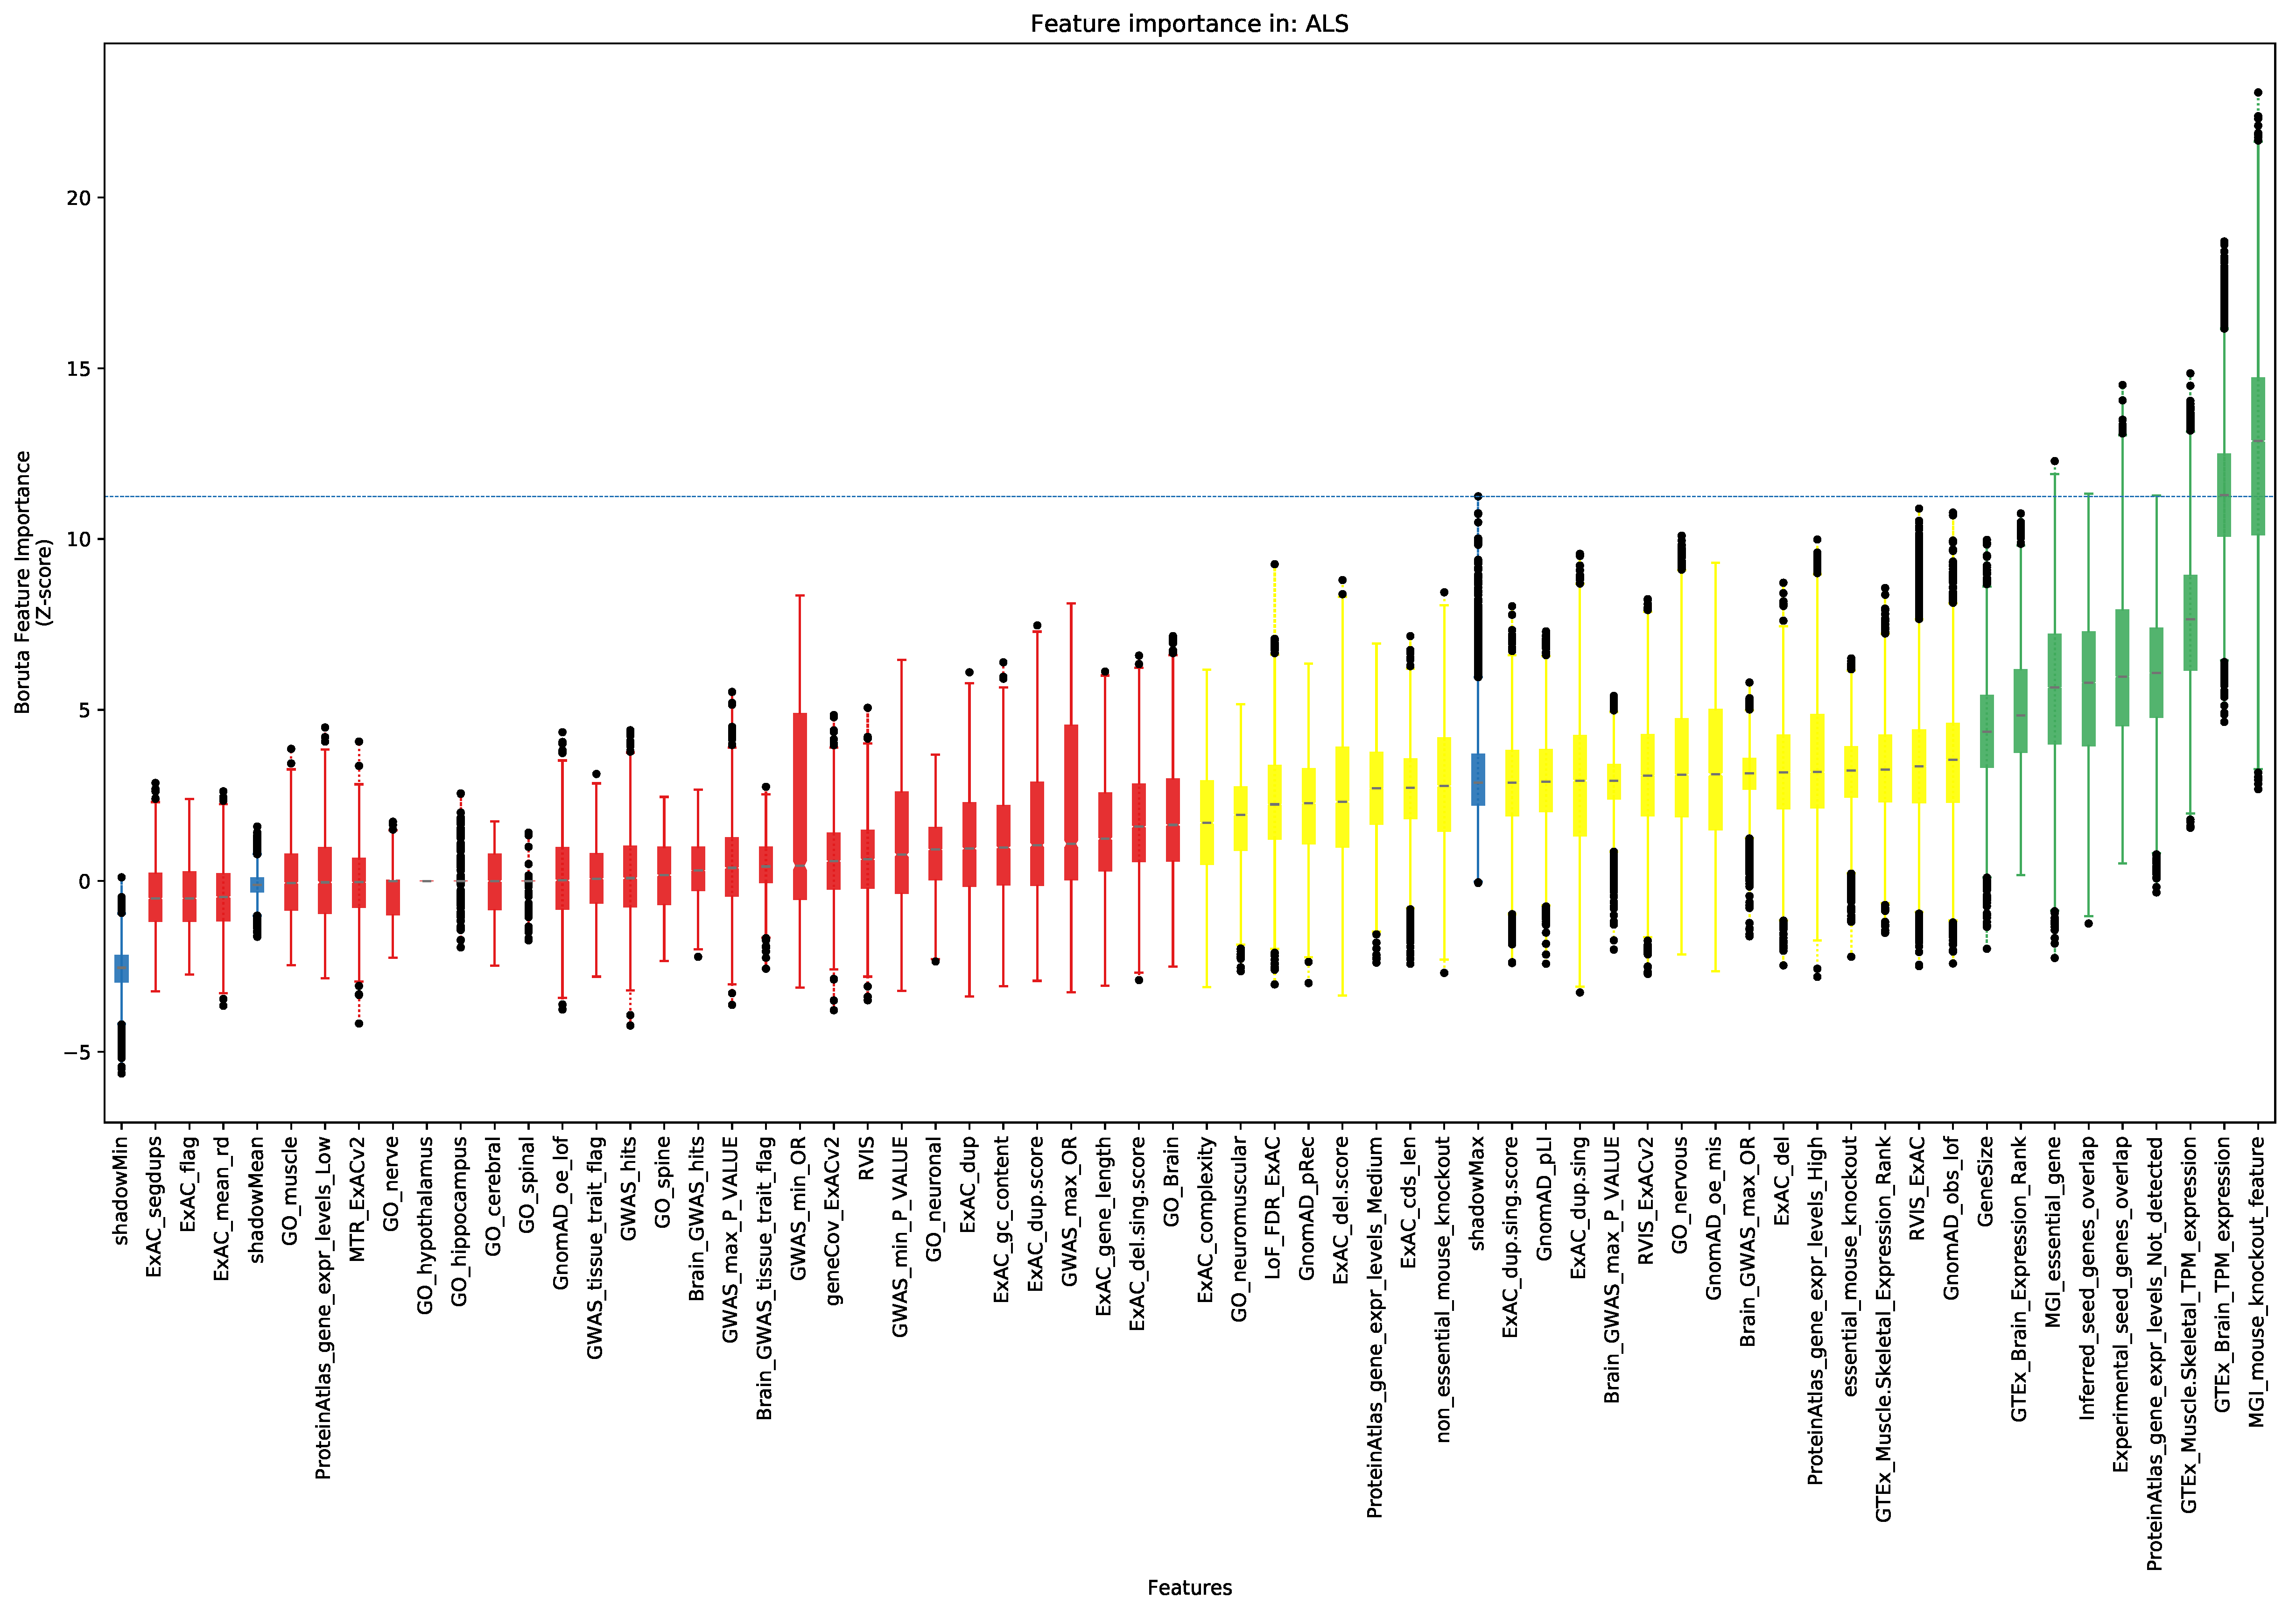 Feature importance in: ALS
Boruta Feature Importance
(Z-score)
20
15
10
5
0
−5
shadowMin
ExAC_segdups
ExAC_flag
ExAC_mean_rd
shadowMean
GO_muscle
ProteinAtlas_gene_expr_levels_Low
MTR_ExACv2
GO_nerve
GO_hypothalamus
GO_hippocampus
GO_cerebral
GO_spinal
GnomAD_oe_lof
GWAS_tissue_trait_flag
GWAS_hits
GO_spine
Brain_GWAS_hits
GWAS_max_P_VALUE
Brain_GWAS_tissue_trait_flag
GWAS_min_OR
geneCov_ExACv2
RVIS
GWAS_min_P_VALUE
GO_neuronal
ExAC_dup
ExAC_gc_content
ExAC_dup.score
GWAS_max_OR
ExAC_gene_length
ExAC_del.sing.score
GO_Brain
ExAC_complexity
GO_neuromuscular
LoF_FDR_ExAC
GnomAD_pRec
ExAC_del.score
ProteinAtlas_gene_expr_levels_Medium
ExAC_cds_len
non_essential_mouse_knockout
shadowMax
ExAC_dup.sing.score
GnomAD_pLI
ExAC_dup.sing
Brain_GWAS_max_P_VALUE
RVIS_ExACv2
GO_nervous
GnomAD_oe_mis
Brain_GWAS_max_OR
ExAC_del
ProteinAtlas_gene_expr_levels_High
essential_mouse_knockout
GTEx_Muscle.Skeletal_Expression_Rank
RVIS_ExAC
GnomAD_obs_lof
GeneSize
GTEx_Brain_Expression_Rank
MGI_essential_gene
Inferred_seed_genes_overlap
Experimental_seed_genes_overlap
ProteinAtlas_gene_expr_levels_Not_detected
GTEx_Muscle.Skeletal_TPM_expression
GTEx_Brain_TPM_expression
MGI_mouse_knockout_feature
Features